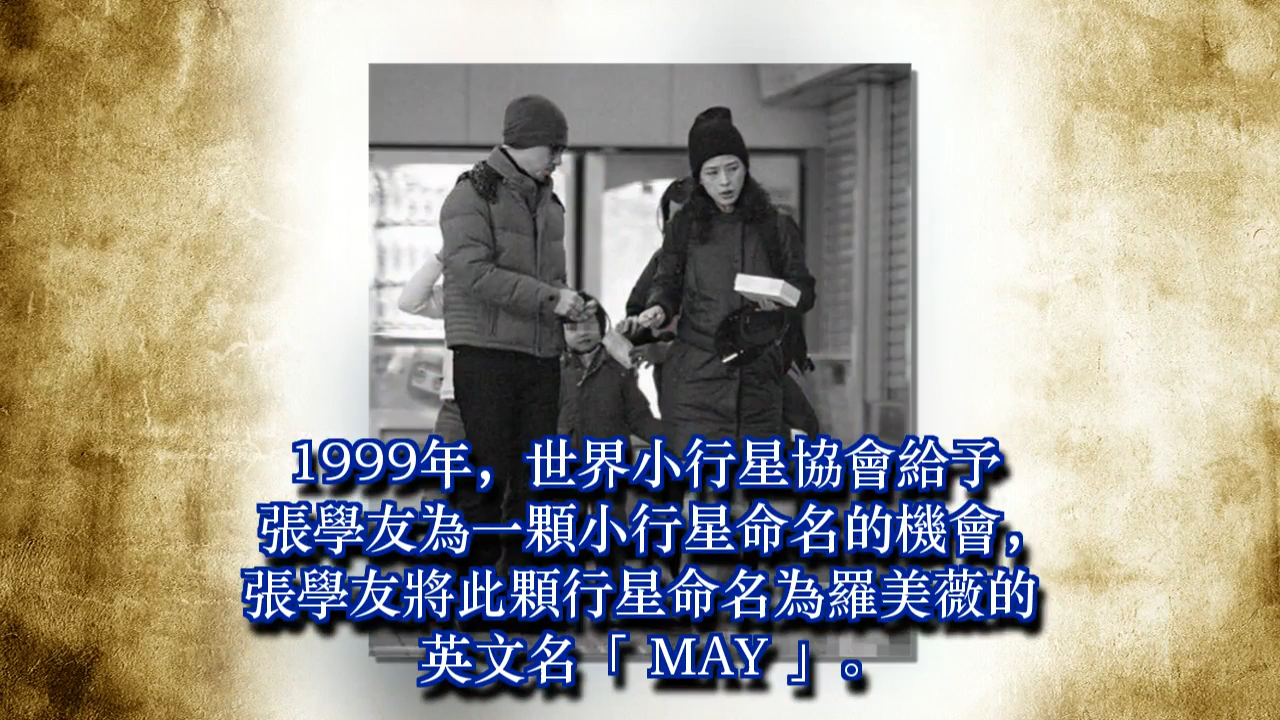 1999年，世界小行星協會給予
張學友為一顆小行星命名的機會，
張學友將此顆行星命名為羅美薇的
英文名「 MAY 」。